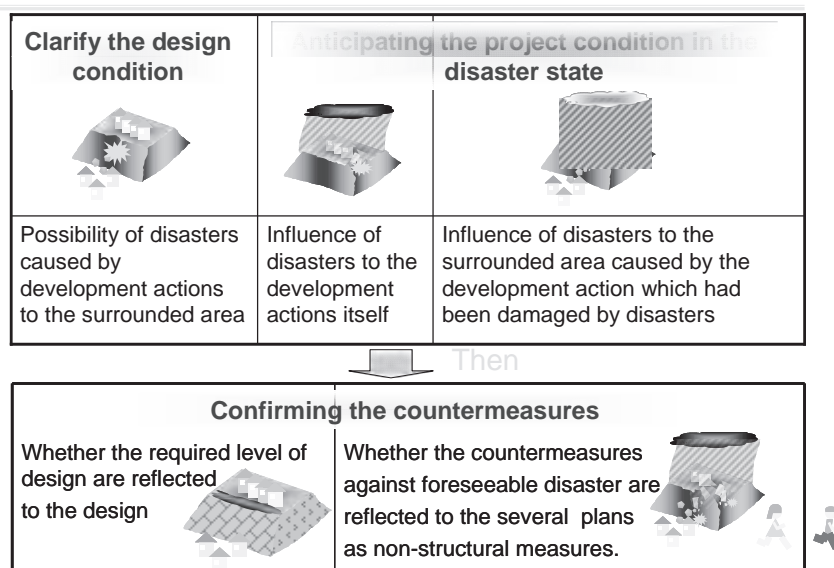 Clarify the design
condition
Anticipating the project condition in the
disaster state
Possibility of disasters
caused by
development actions
to the surrounded area
Influence of
disasters to the
development
actions itself
Influence of disasters to the
surrounded area caused by the
development action which had
been damaged by disasters
Then
Confirming the countermeasures
Whether the required level of
design are reflected
to the design
Whether the countermeasures
against foreseeable disaster are
reflected to the several plans
as non-structural measures.